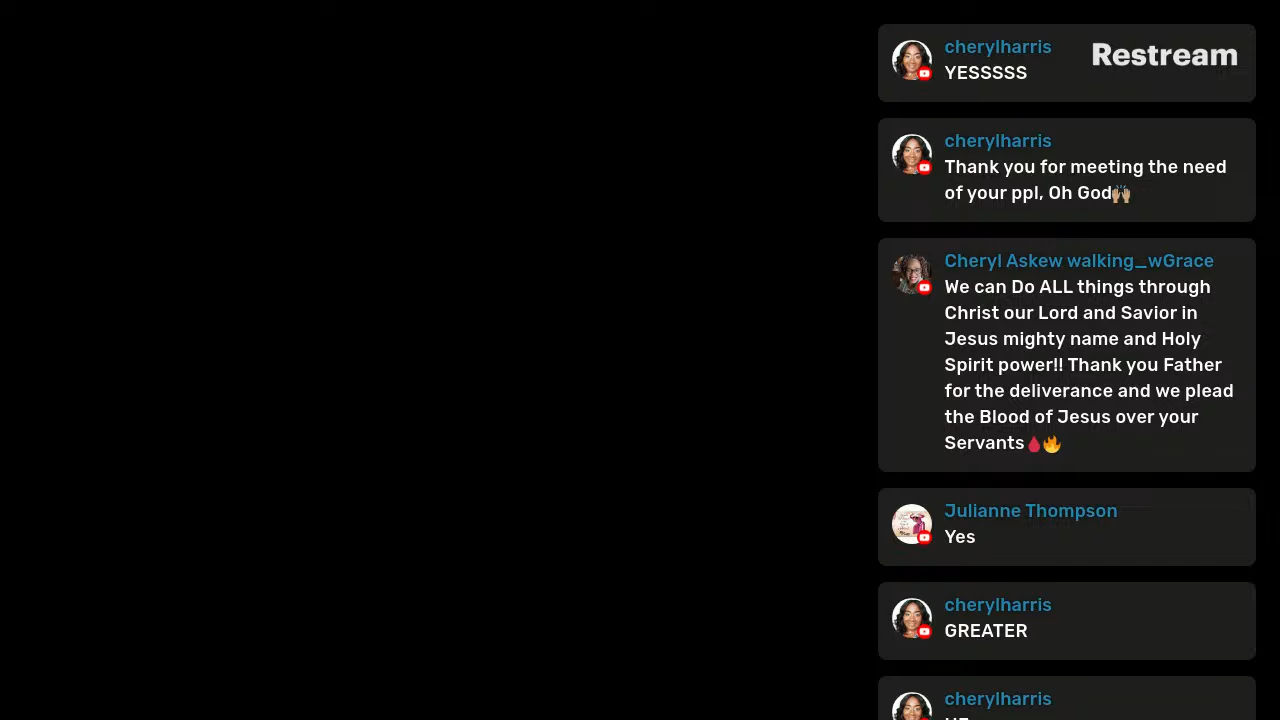 cherylharris
Restream
YESSSSS
cherylharris
Thank you for meeting the need
of your ppl, Oh God🙌🏽
Cheryl Askew walking_wGrace
We can Do ALL things through
Christ our Lord and Savior in
Jesus mighty name and Holy
Spirit power!! Thank you Father
for the deliverance and we plead
the Blood of Jesus over your
Servants🩸🔥
Julianne Thompson
Yes
cherylharris
GREATER
cherylharris